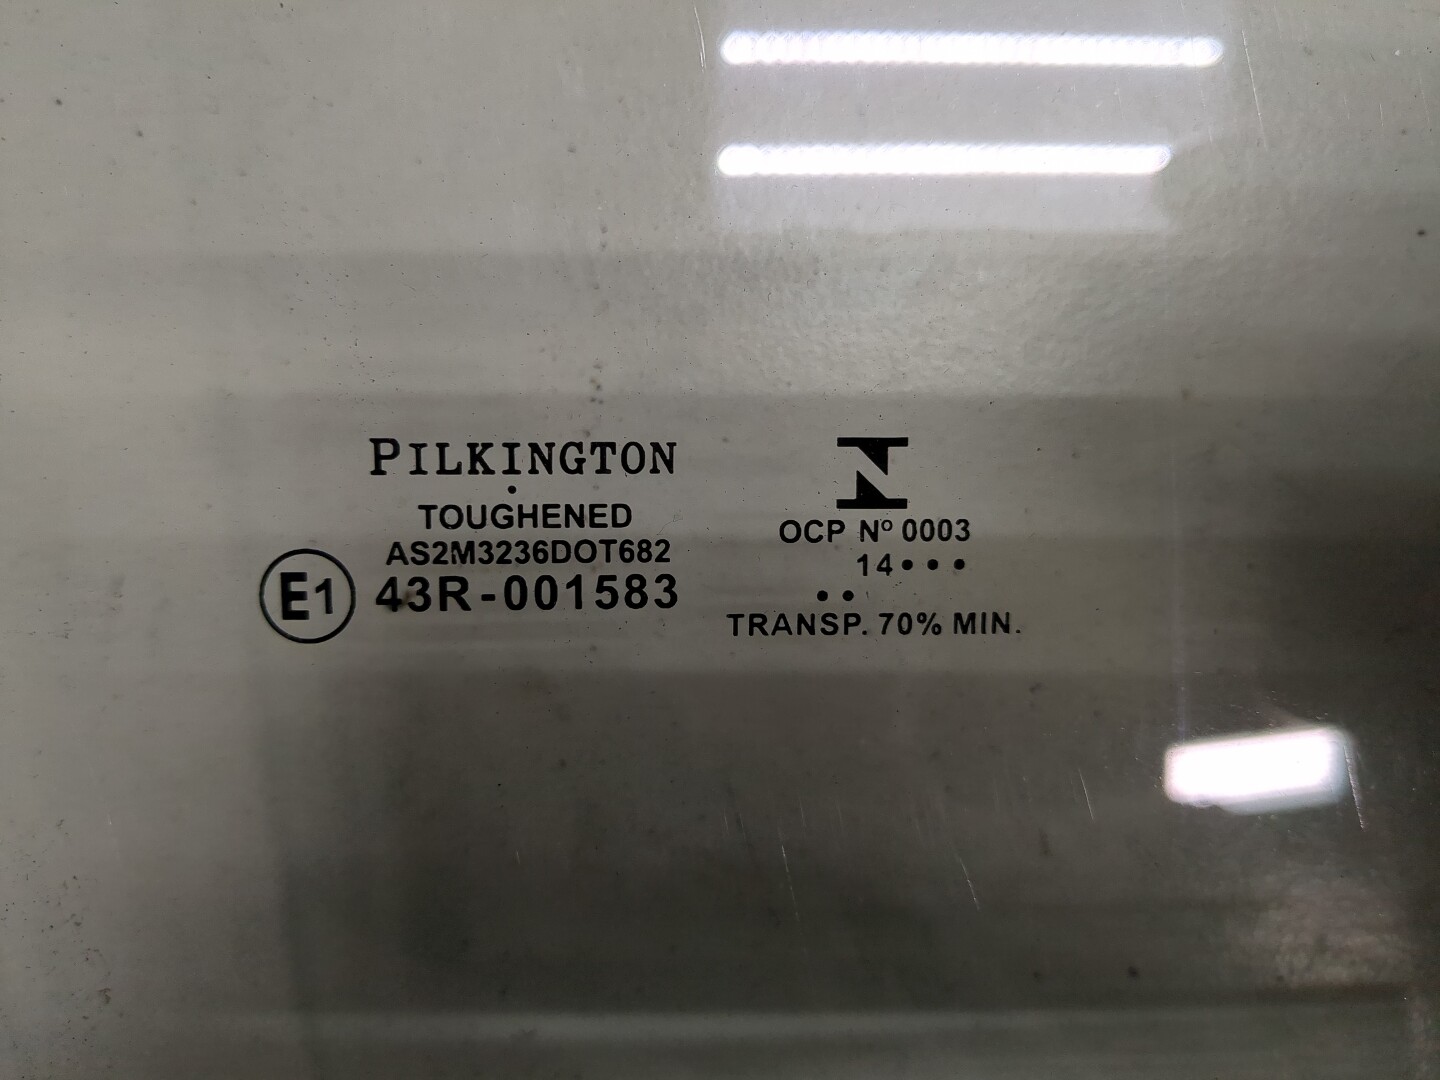 PILKINGTON
TOUGHENED
AS2M3236DOT682
E1 43R-001583
OCP Nº 0003
14•••
••
TRANSP. 70% MIN.